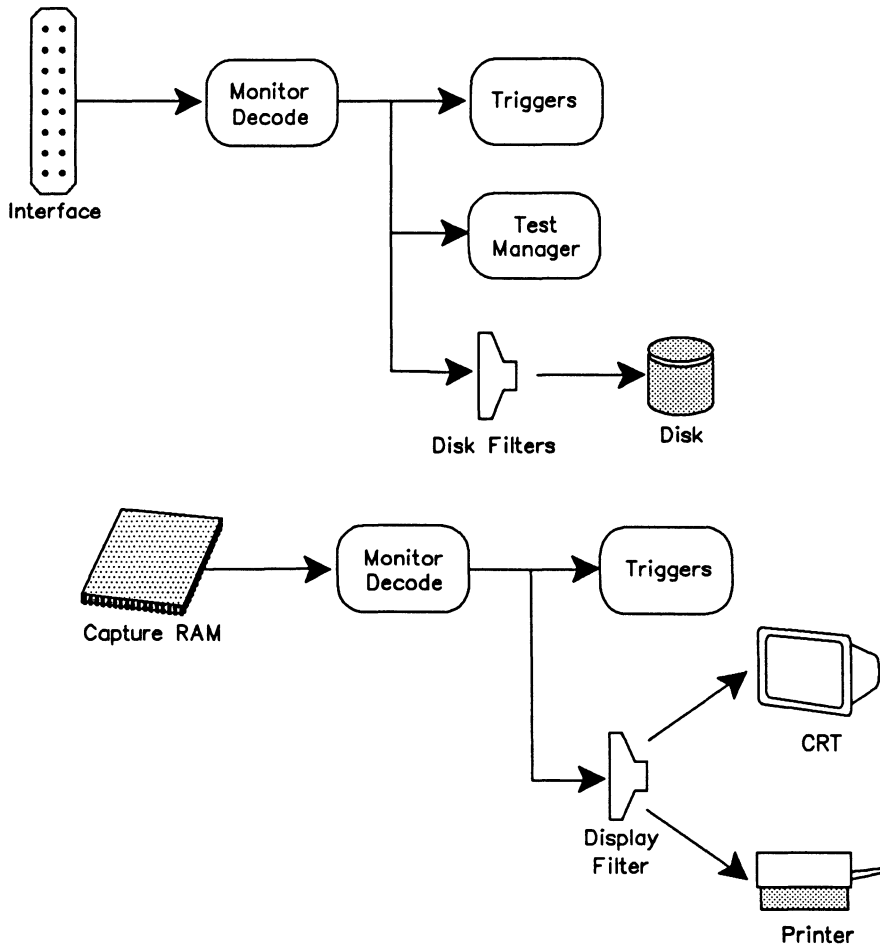 Monitor
Decode
Triggers
Interface
Test
Manager
Disk Filters
Disk
Monitor
Decode
Triggers
Capture RAM
CRT
Display
Filter
Printer